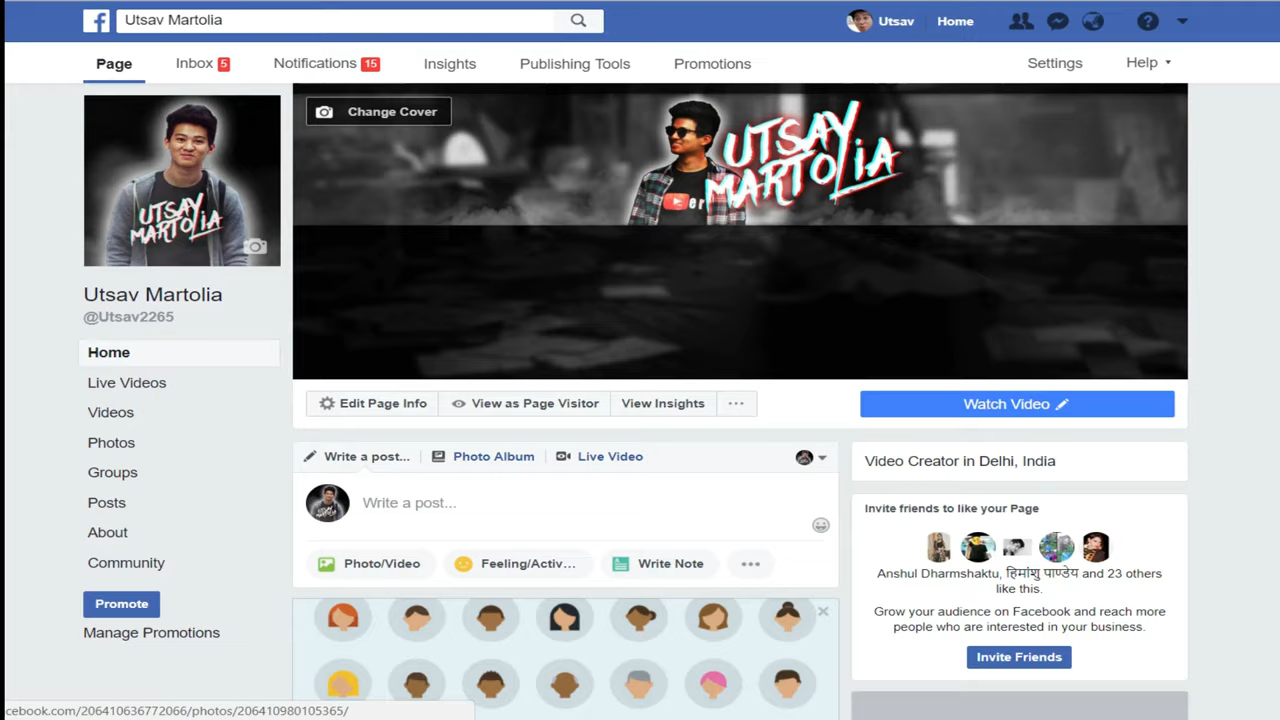 Utsav Martolia
Utsav
Home
Page
Inbox 5
Notifications 15
Insights
Publishing Tools
Promotions
Settings
Help
Change Cover
UTSAV
MARTOLIA
er
UTSAV
MARTOLIA
Utsav Martolia
@Utsav2265
Home
Live Videos
Videos
Photos
Groups
Posts
About
Community
Promote
Manage Promotions
Edit Page Info
View as Page Visitor
View Insights
Watch Video
Write a post...
Photo Album
Live Video
Write a post...
Photo/Video
Feeling/Activ...
Write Note
Video Creator in Delhi, India
Invite friends to like your Page
Anshul Dharmshaktu, हिमांशु पाण्डेय and 23 others
like this.
Grow your audience on Facebook and reach more
people who are interested in your business.
Invite Friends
cebook.com/206410636772066/photos/206410980105365/